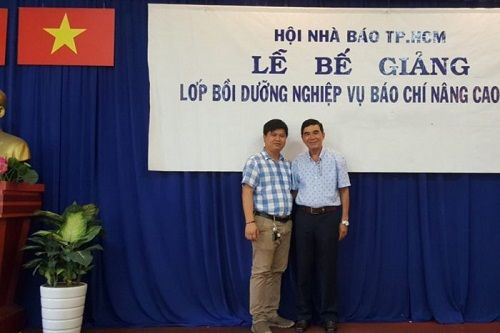 HỘI NHÀ BÁO TP.HCM
LỄ BẾ GIẢNG
LỚP BỒI DƯỠNG NGHIỆP VỤ BÁO CHÍ NÂNG CAO